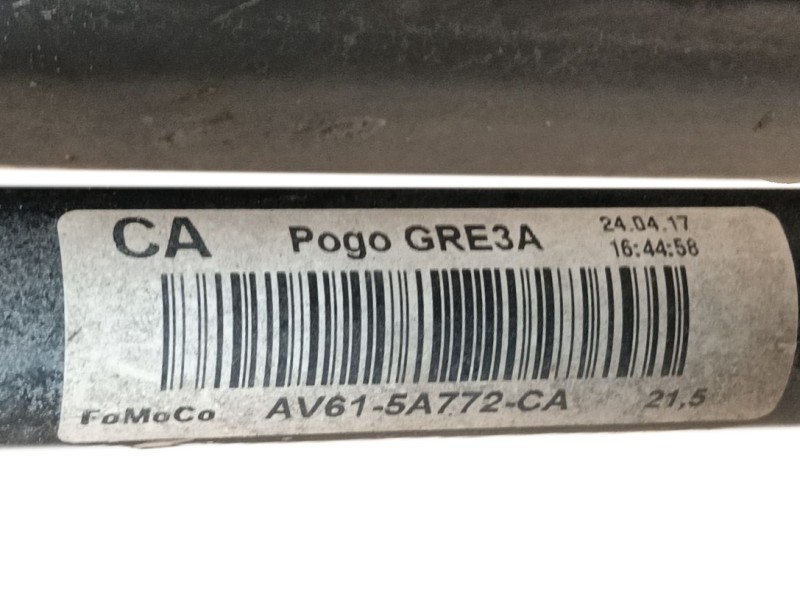 CA Pogo GRE3A 24.04.17
16:44:58
FoMoCo AV61-5A772-CA 21,5